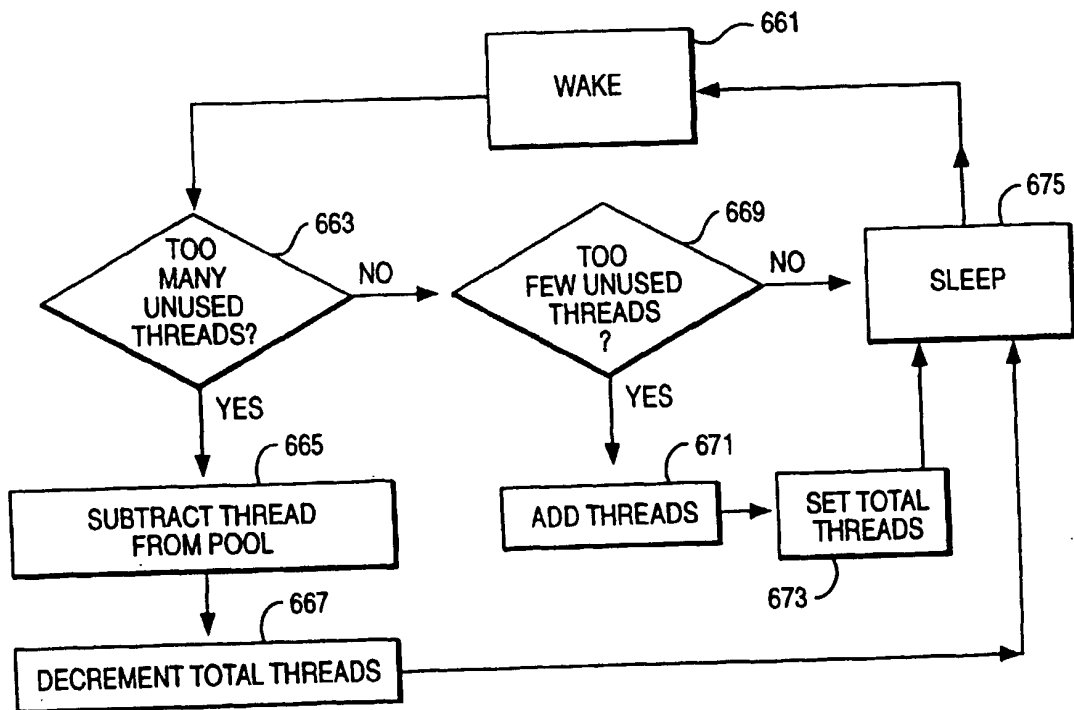 661
WAKE
675
SLEEP
663
TOO
MANY
UNUSED
THREADS?
NO
669
TOO
FEW UNUSED
THREADS
?
NO
YES
YES
665
SUBTRACT THREAD
FROM POOL
671
ADD THREADS
SET TOTAL
THREADS
673
667
DECREMENT TOTAL THREADS